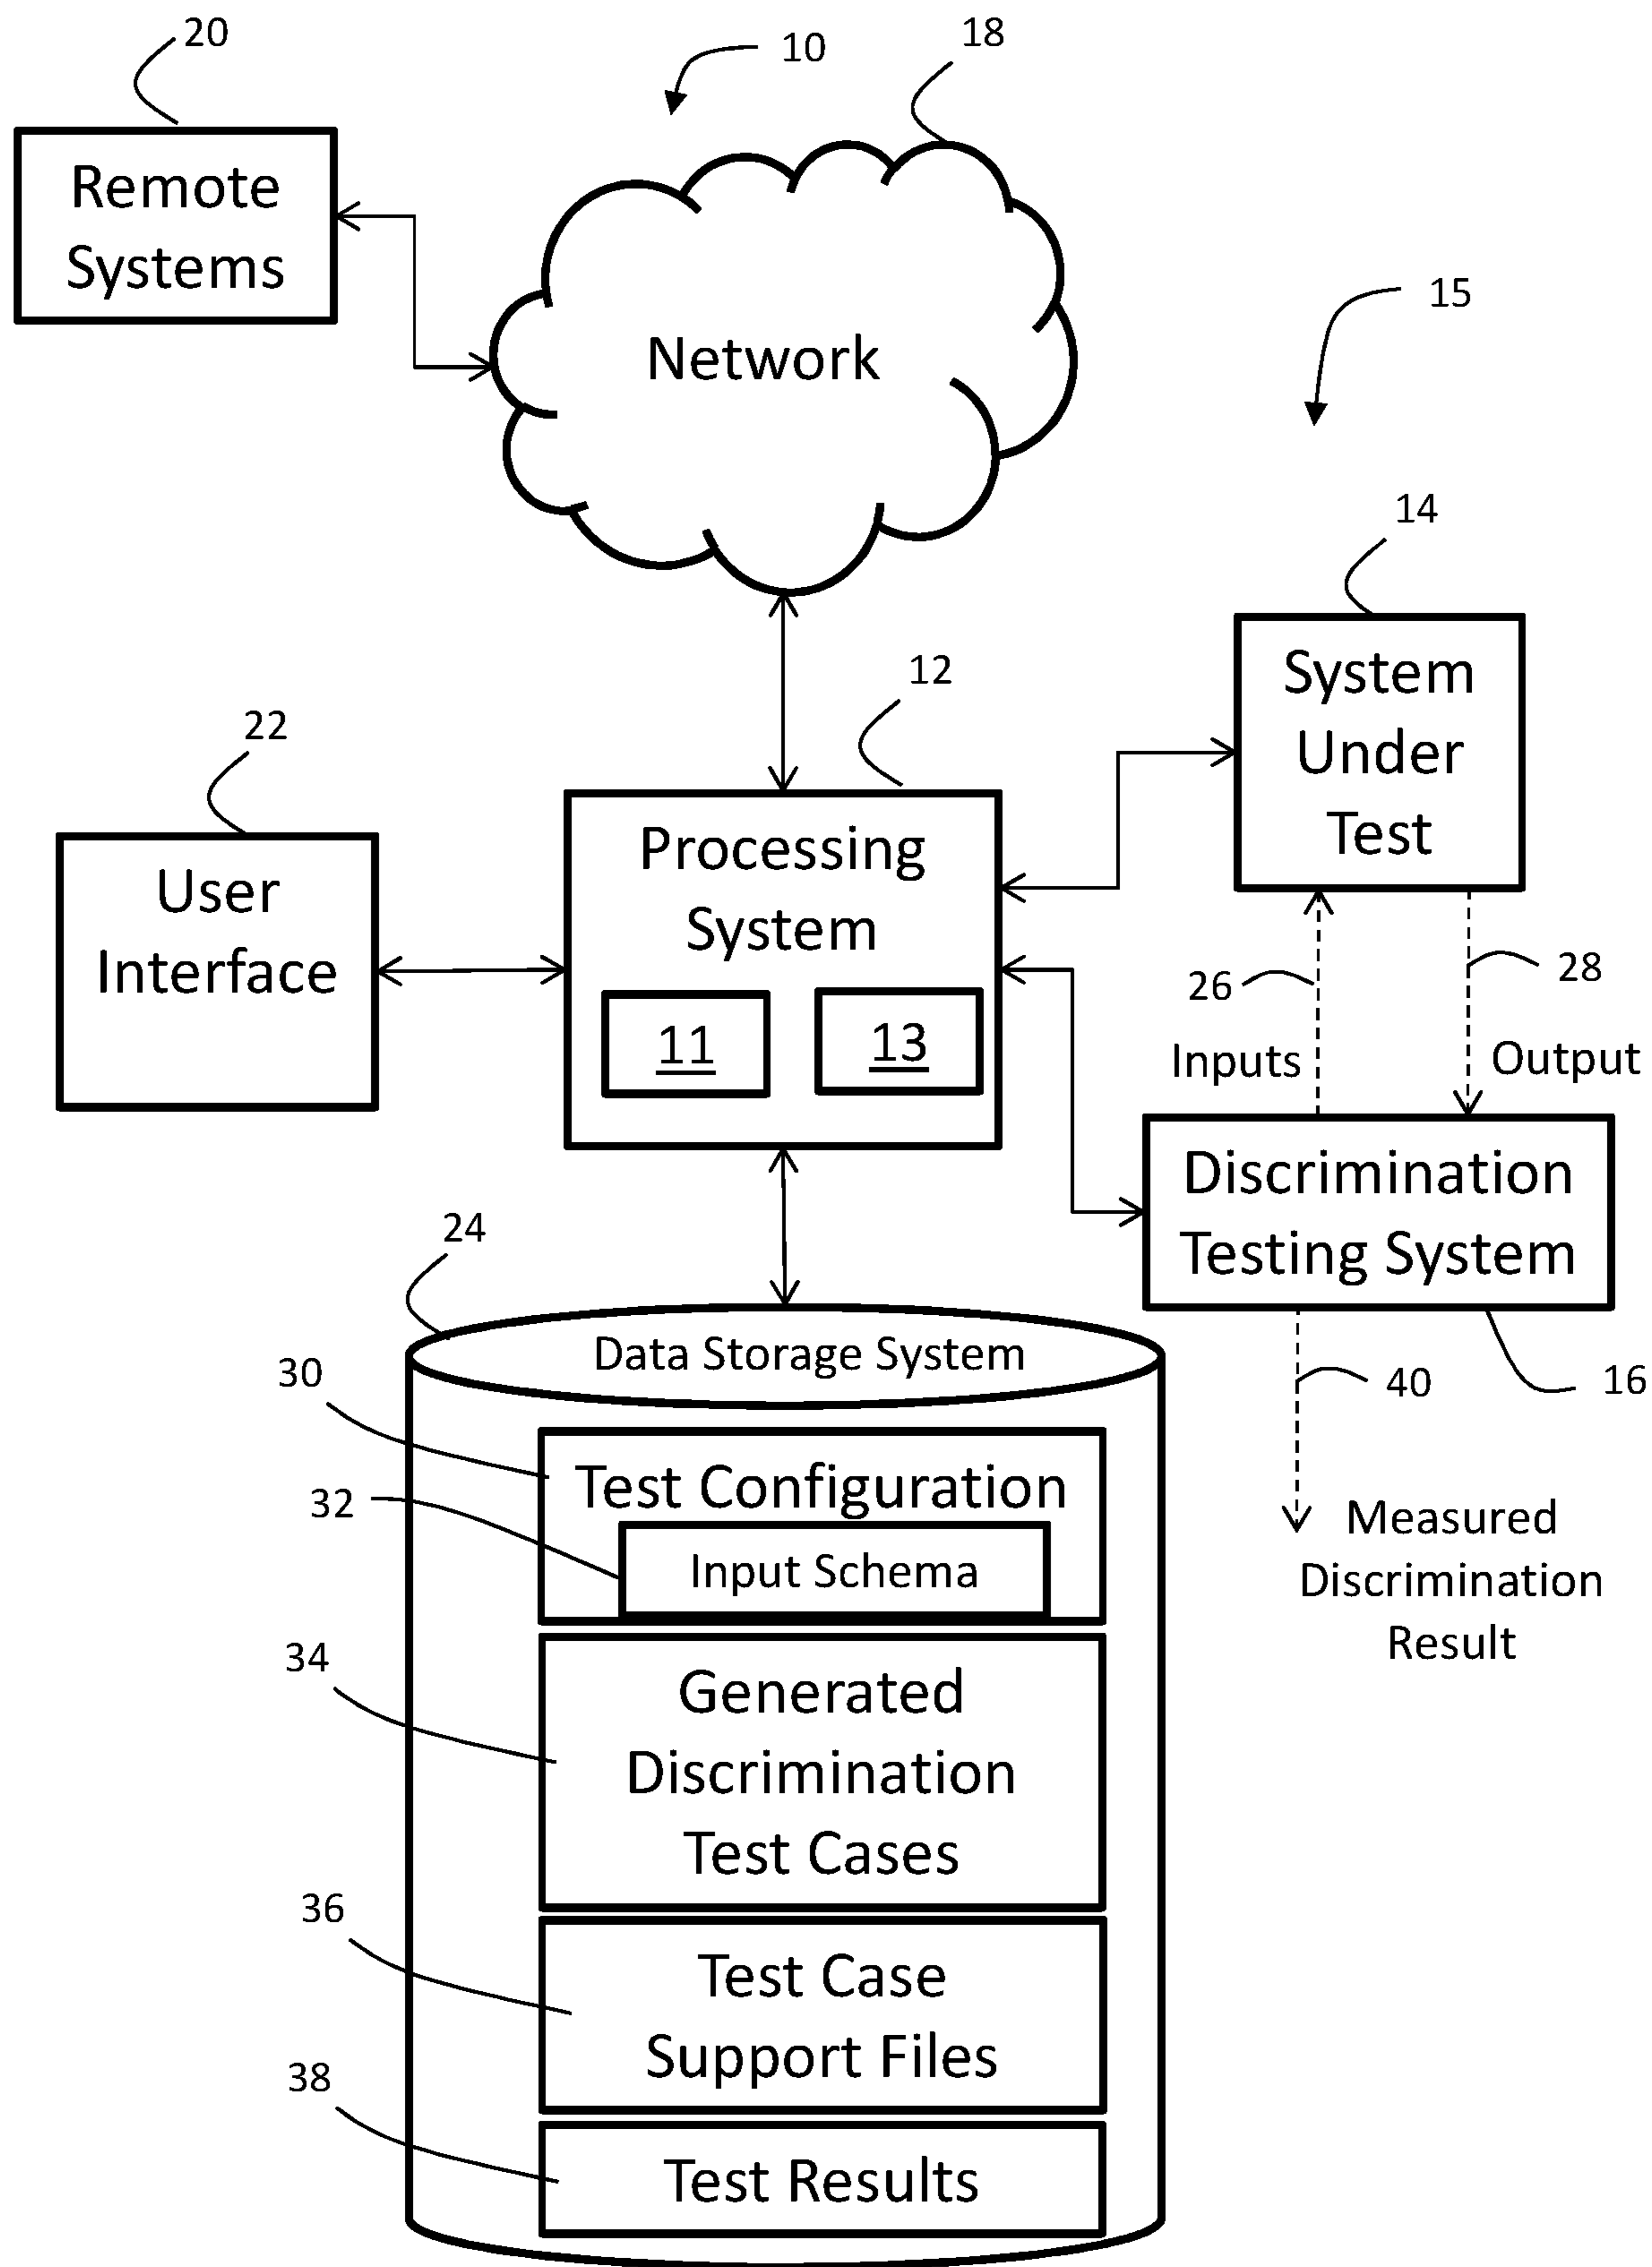 20
10
18
Remote
Systems
15
Network
14
12
System
Under
Test
22
Processing
System
User
Interface
11
13
26
28
Inputs
Output
Discrimination
Testing System
24
Data Storage System
30
40
16
Test Configuration
32
Input Schema
Measured
Discrimination
Result
34
Generated
Discrimination
Test Cases
36
Test Case
Support Files
38
Test Results